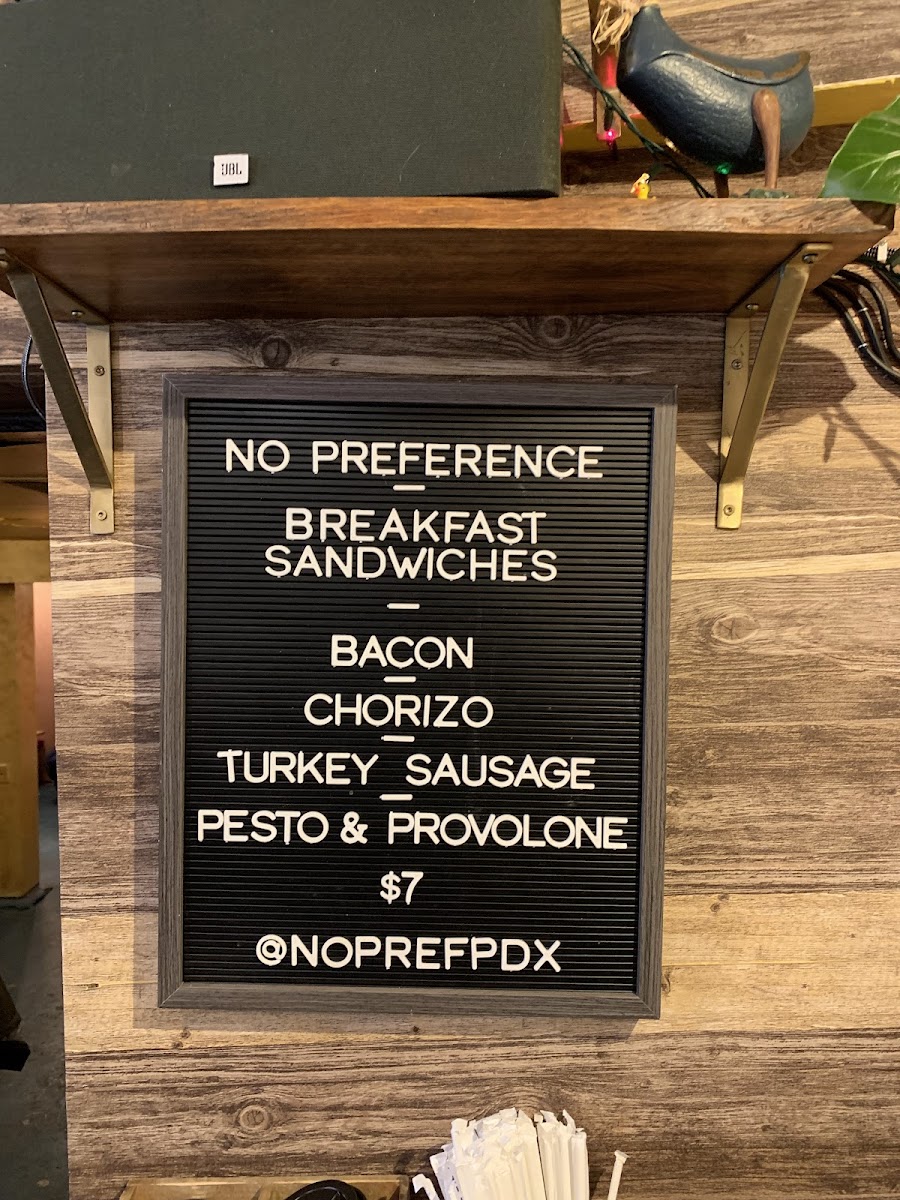 JBL
NO PREFERENCE
—
BREAKFAST
SANDWICHES
—
BACON
—
CHORIZO
—
TURKEY SAUSAGE
—
PESTO & PROVOLONE
$7
@NOPREFPDX